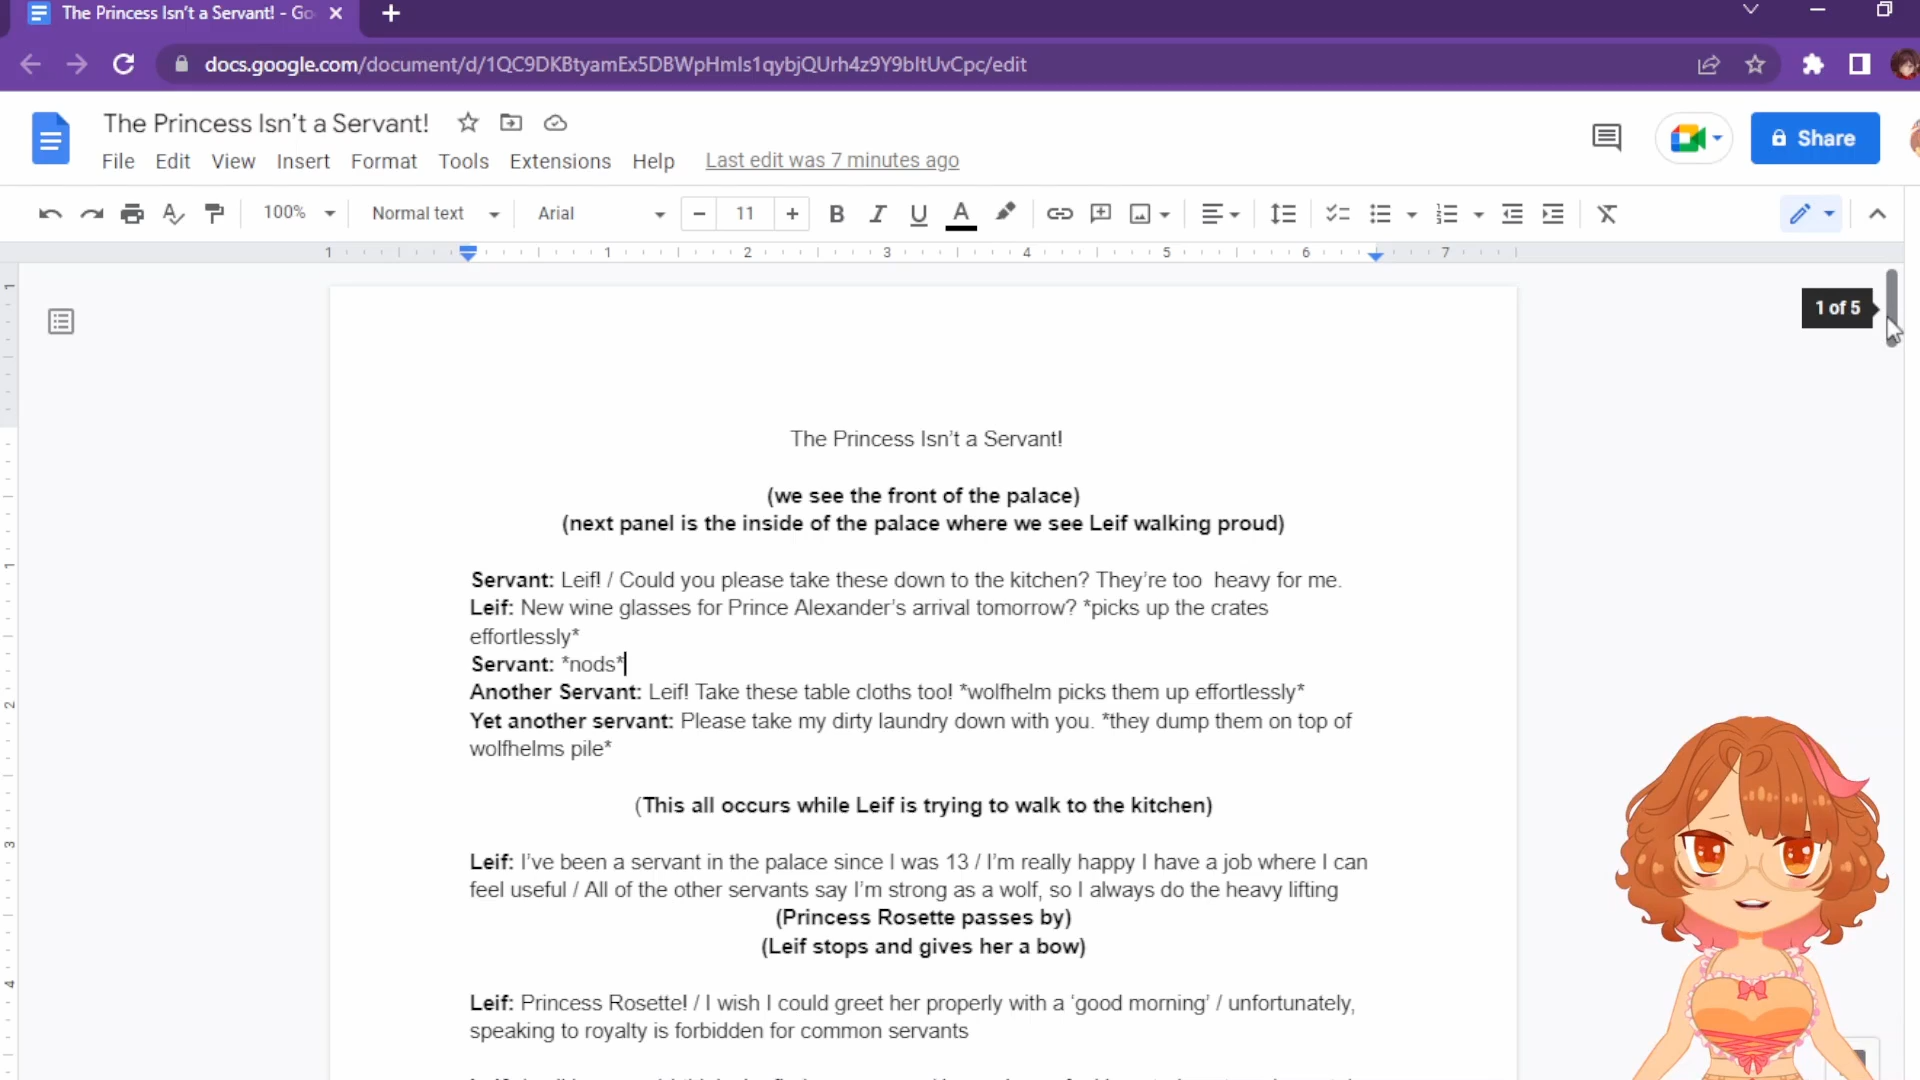 The Princess Isn't a Servant! - Go
docs.google.com/document/d/1QC9DKBtyamEx5DBWpHmIs1qybjQUrh4z9Y9bItUvCpc/edit
The Princess Isn't a Servant!
File Edit View Insert Format Tools Extensions Help Last edit was 7 minutes ago
Share
100% Normal text Arial 11 B I U A
1 1 2 3 4 5 6 7
1 of 5
The Princess Isn't a Servant!
(we see the front of the palace)
(next panel is the inside of the palace where we see Leif walking proud)
Servant: Leif! / Could you please take these down to the kitchen? They're too  heavy for me.
Leif: New wine glasses for Prince Alexander's arrival tomorrow? *picks up the crates
effortlessly*
Servant: *nods*
Another Servant: Leif! Take these table cloths too! *wolfhelm picks them up effortlessly*
Yet another servant: Please take my dirty laundry down with you. *they dump them on top of
wolfhelms pile*
(This all occurs while Leif is trying to walk to the kitchen)
Leif: I've been a servant in the palace since I was 13 / I'm really happy I have a job where I can
feel useful / All of the other servants say I'm strong as a wolf, so I always do the heavy lifting
(Princess Rosette passes by)
(Leif stops and gives her a bow)
Leif: Princess Rosette! / I wish I could greet her properly with a 'good morning' / unfortunately,
speaking to royalty is forbidden for common servants